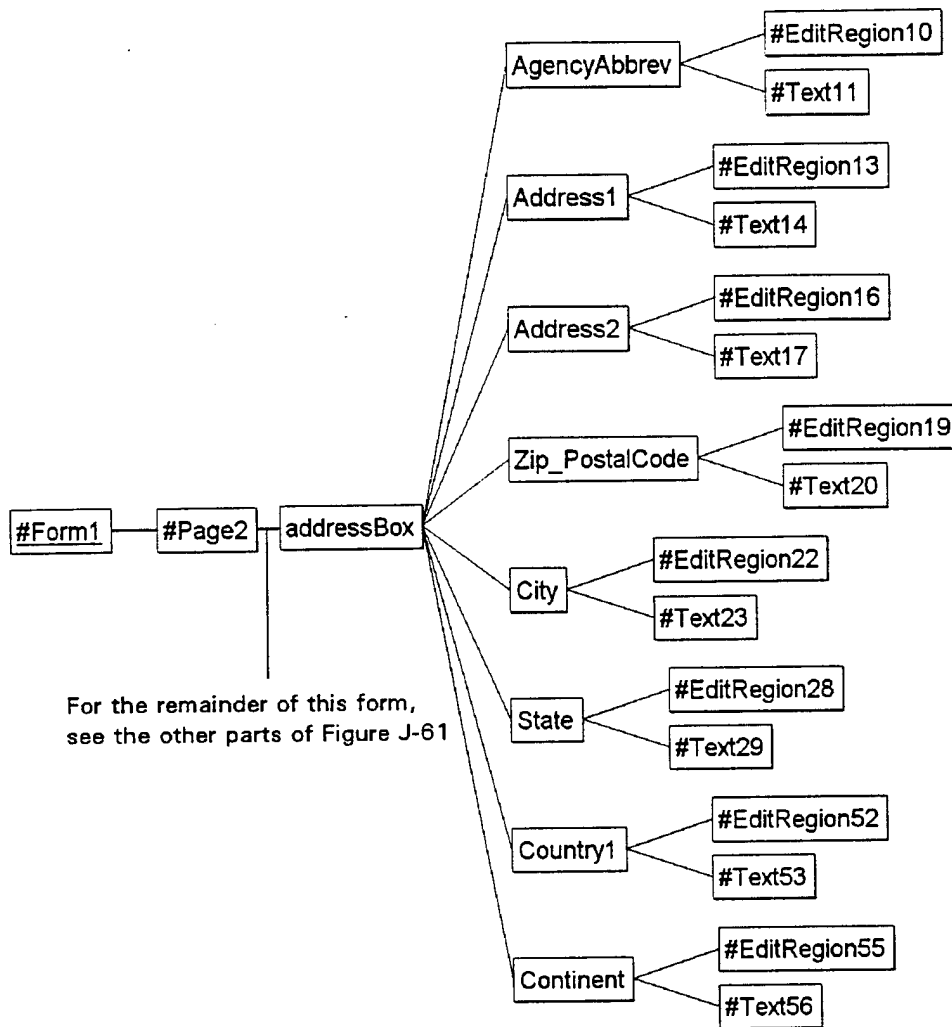 #EditRegion10
AgencyAbbrev
#Text11
#EditRegion13
Address1
#Text14
#EditRegion16
Address2
#Text17
#EditRegion19
Zip_PostalCode
#Text20
#Form1
#Page2
addressBox
#EditRegion22
City
#Text23
For the remainder of this form,
see the other parts of Figure J-61
#EditRegion28
State
#Text29
#EditRegion52
Country1
#Text53
#EditRegion55
Continent
#Text56